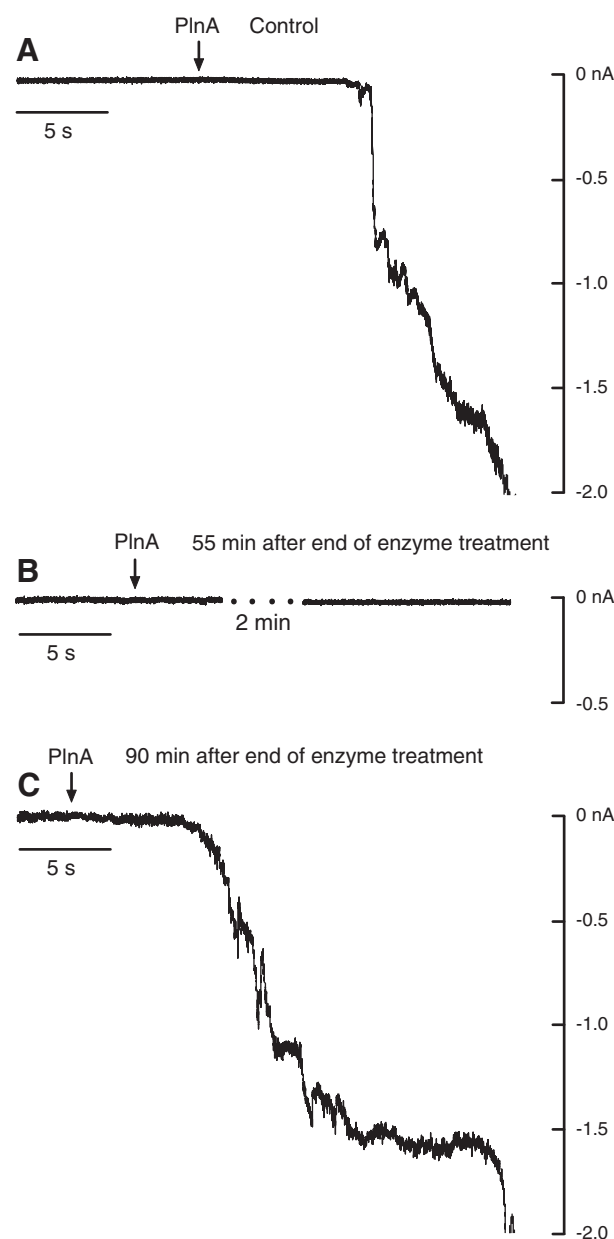 PlnA Control
A
0 nA
5 s
-0.5
-1.0
-1.5
-2.0
PlnA 55 min after end of enzyme treatment
B
0 nA
2 min
5 s
-0.5
PlnA 90 min after end of enzyme treatment
C
0 nA
5 s
-0.5
-1.0
-1.5
-2.0